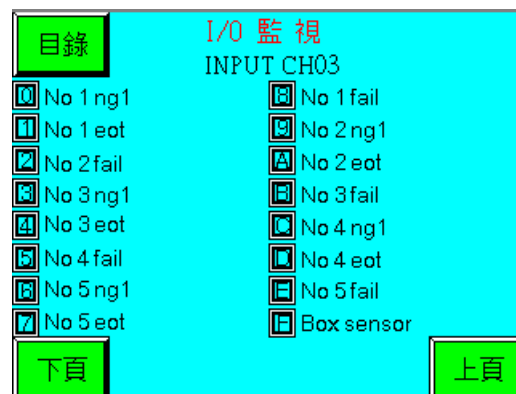 目錄
I/O 監 視
INPUT CH03
0 No 1 ng1
1 No 1 eot
2 No 2 fail
3 No 3 ng1
4 No 3 eot
5 No 4 fail
6 No 5 ng1
7 No 5 eot
8 No 1 fail
9 No 2 ng1
A No 2 eot
B No 3 fail
C No 4 ng1
D No 4 eot
E No 5 fail
F Box sensor
下頁
上頁